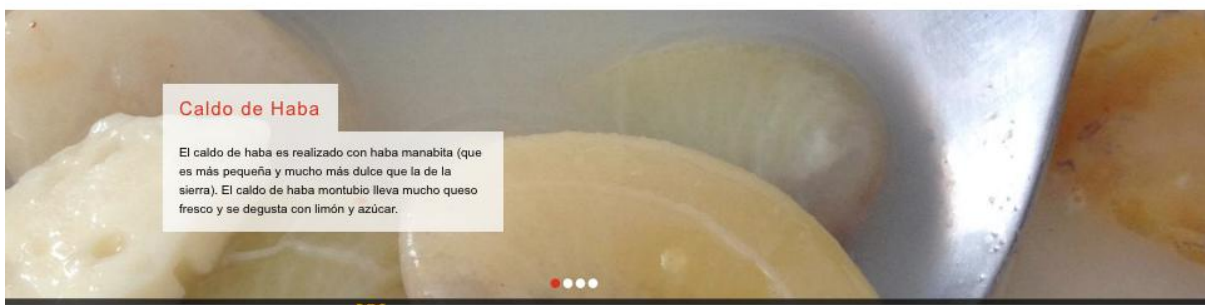 Caldo de Haba
El caldo de haba es realizado con haba manabita (que
es más pequeña y mucho más dulce que la de la
sierra). El caldo de haba montubio lleva mucho queso
fresco y se degusta con limón y azúcar.